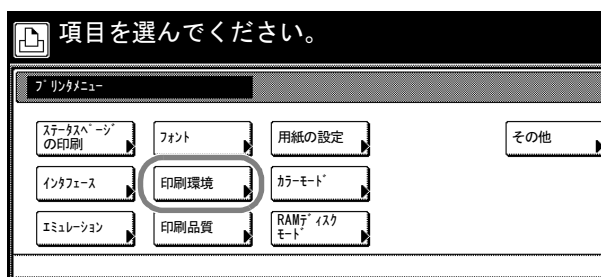 項目を選んでください。
ﾌﾟﾘﾝﾀﾒﾆｭｰ
ｽﾃｰﾀｽﾍﾟｰｼﾞ
の印刷
ﾌｫﾝﾄ
用紙の設定
その他
ｲﾝﾀﾌｪｰｽ
印刷環境
ｶﾗｰﾓｰﾄﾞ
ｴﾐｭﾚｰｼｮﾝ
印刷品質
RAMﾃﾞｨｽｸ
ﾓｰﾄﾞ